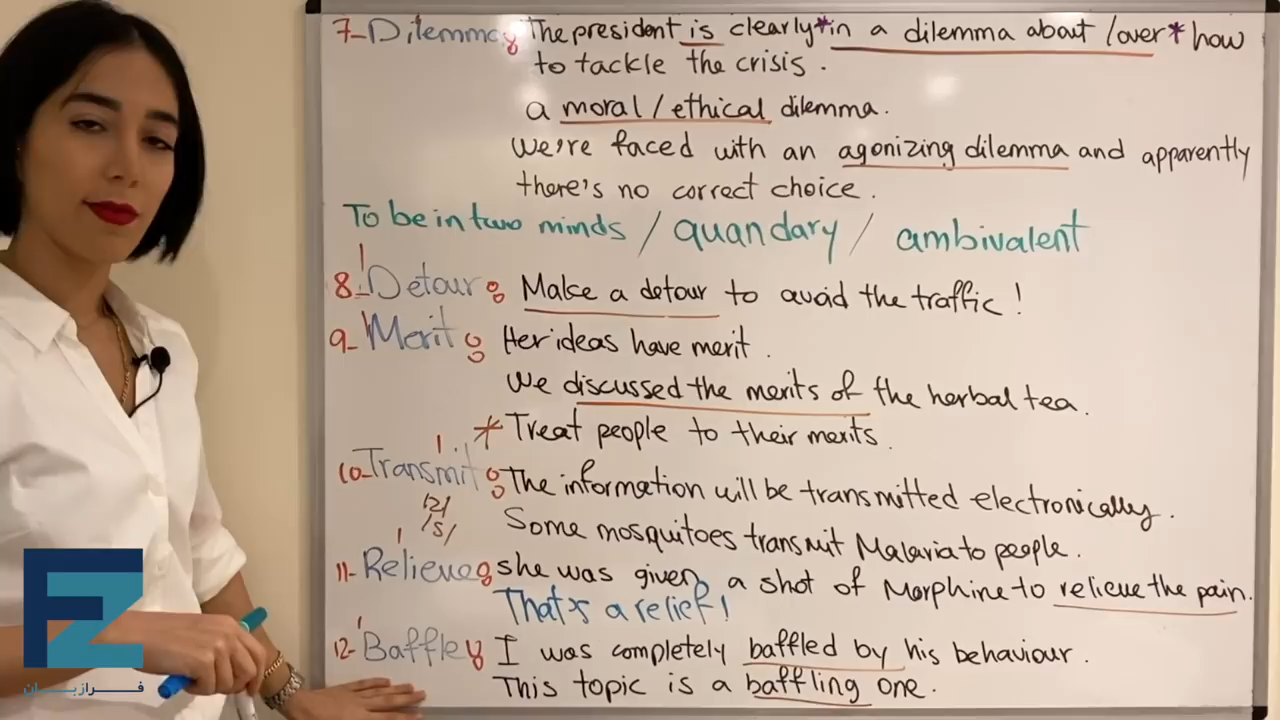 7- Dilemma: The president is clearly *in a dilemma about /over* how
to tackle the crisis.
a moral / ethical dilemma.
We're faced with an agonizing dilemma and apparently
there's no correct choice.
To be in two minds / quandary / ambivalent
8- Detour: Make a detour to avoid the traffic!
9- Merit: Her ideas have merit.
We discussed the merits of the herbal tea.
* Treat people to their merits.
10- Transmit: The information will be transmitted electronically.
/z/
/s/
Some mosquitoes transmit Malaria to people.
11- Relieve: she was given a shot of Morphine to relieve the pain.
That's a relief!
12- Baffle: I was completely baffled by his behaviour.
This topic is a baffling one.
FZ
فرازبان